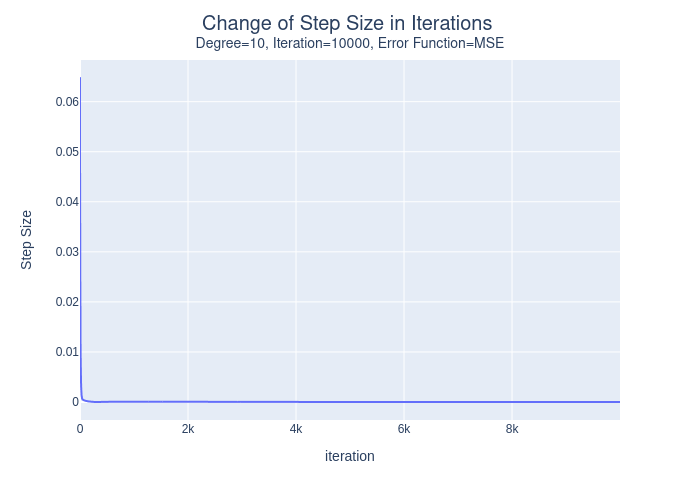 Change of Step Size in Iterations
Degree=10, Iteration=10000, Error Function=MSE
0.06
0.05
0.04
0.03
0.02
0.01
0
Step Size
0 2k 4k 6k 8k
iteration